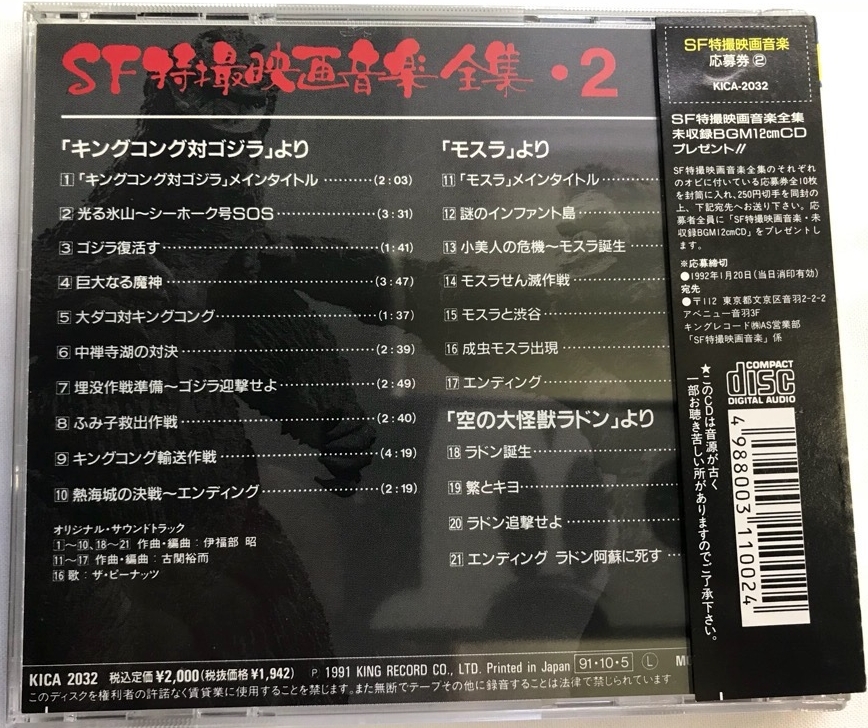 SF特撮映画音楽全集・2
「キングコング対ゴジラ」より
1 「キングコング対ゴジラ」メインタイトル (2:03)
2 光る氷山〜シーホーク号SOS (3:31)
3 ゴジラ復活す (1:41)
4 巨大なる魔神 (3:47)
5 大ダコ対キングコング (1:37)
6 中禅寺湖の対決 (2:39)
7 埋没作戦準備〜ゴジラ迎撃せよ (2:49)
8 ふみ子救出作戦 (2:40)
9 キングコング輸送作戦 (4:19)
10 熱海城の決戦〜エンディング (2:19)
オリジナル・サウンドトラック
1〜10、18〜21 作曲・編曲:伊福部 昭
11〜17 作曲・編曲:古関裕而
16 歌:ザ・ピーナッツ
「モスラ」より
11 「モスラ」メインタイトル
12 謎のインファント島
13 小美人の危機〜モスラ誕生
14 モスラせん滅作戦
15 モスラと渋谷
16 成虫モスラ出現
17 エンディング
「空の大怪獣ラドン」より
18 ラドン誕生
19 繁とキヨ
20 ラドン追撃せよ
21 エンディング ラドン阿蘇に死す
KICA 2032 税込定価¥2,000(税抜価格¥1,942) Ⓟ 1991 KING RECORD CO., LTD. Printed in Japan 91・10・5 Ⓛ
このディスクを権利者の許諾なく賃貸業に使用することを禁じます。また無断でテープその他に録音することは法律で禁じられています。
SF特撮映画音楽
応募券②
KICA-2032
SF特撮映画音楽全集
未収録BGM12cmCD
プレゼント!!
SF特撮映画音楽全集のそれぞれ
のオビに付いている応募券全10枚
を封筒に入れ、250円切手を同封の
上、下記宛先へお送り下さい。応
募者全員に「SF特撮映画音楽・未
収録BGM12cmCD」をプレゼントし
ます。
※応募締切
●1992年1月20日(当日消印有効)
宛先
●〒112 東京都文京区音羽2-2-2
アベニュー音羽3F
キングレコード㈱AS営業部
「SF特撮映画音楽」係
COMPACT
disc
DIGITAL AUDIO
★このCDは音源が古く
一部お聴き苦しい所がありますのでご了承下さい。
4988003110024